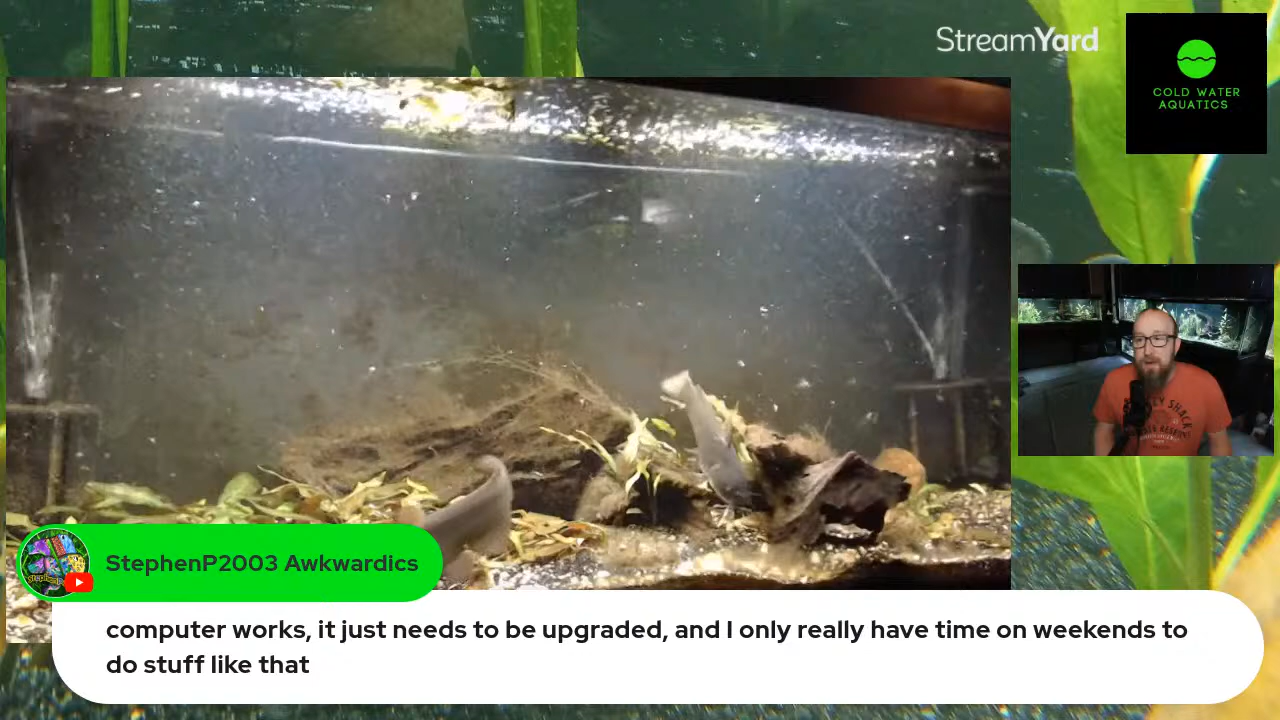 StreamYard
COLD WATER
AQUATICS
StephenP2003 Awkwardics
computer works, it just needs to be upgraded, and I only really have time on weekends to
do stuff like that